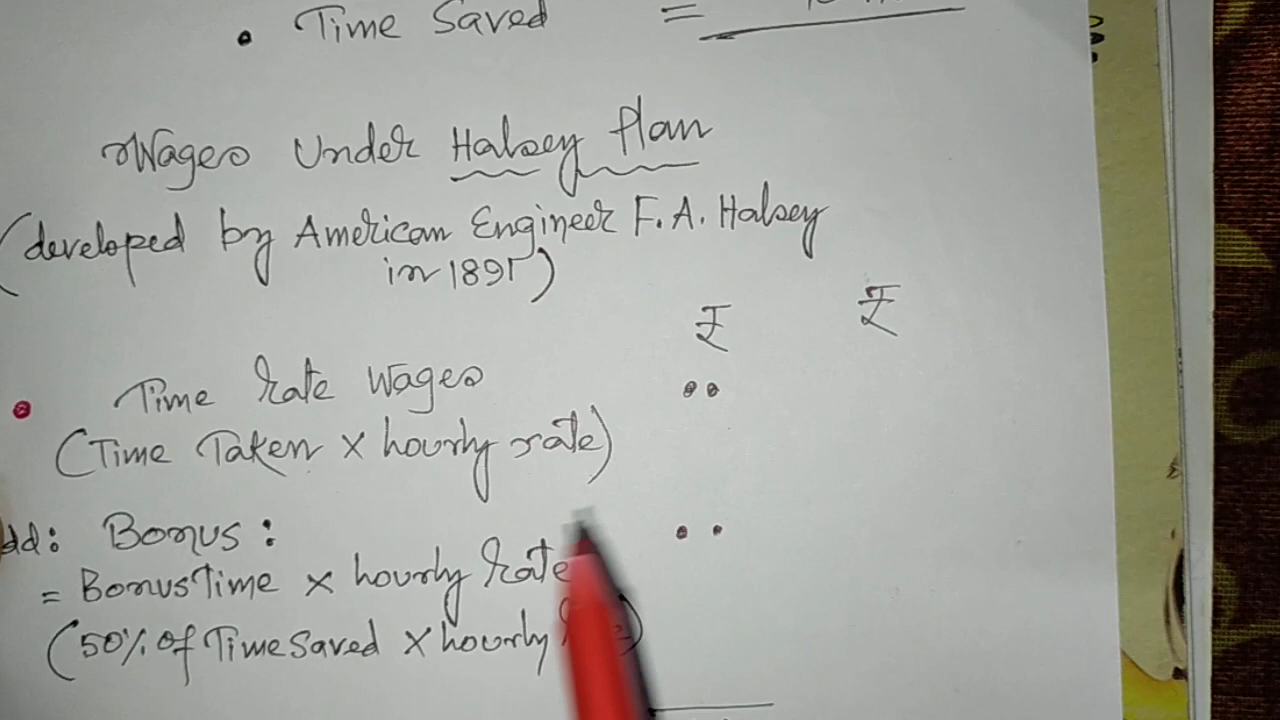 • Time Saved =
Wages Under Halsey Plan
(developed by American Engineer F.A. Halsey
in 1891)
₹ ₹
• Time rate Wages ••
(Time Taken × hourly rate)
dd: Bonus: ••
= Bonus Time × hourly Rate
(50% of Time Saved × hourly